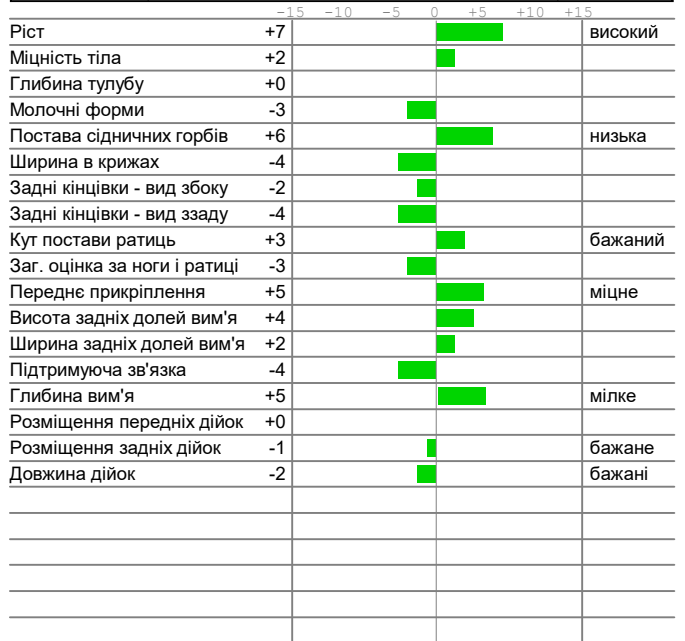 -15 -10 -5 0 +5 +10 +15
Ріст +7 високий
Міцність тіла +2
Глибина тулубу +0
Молочні форми -3
Постава сідничних горбів +6 низька
Ширина в крижах -4
Задні кінцівки - вид збоку -2
Задні кінцівки - вид ззаду -4
Кут постави ратиць +3 бажаний
Заг. оцінка за ноги і ратиці -3
Переднє прикріплення +5 міцне
Висота задніх долей вим'я +4
Ширина задніх долей вим'я +2
Підтримуюча зв'язка -4
Глибина вим'я +5 мілке
Розміщення передніх дійок +0
Розміщення задніх дійок -1 бажане
Довжина дійок -2 бажані